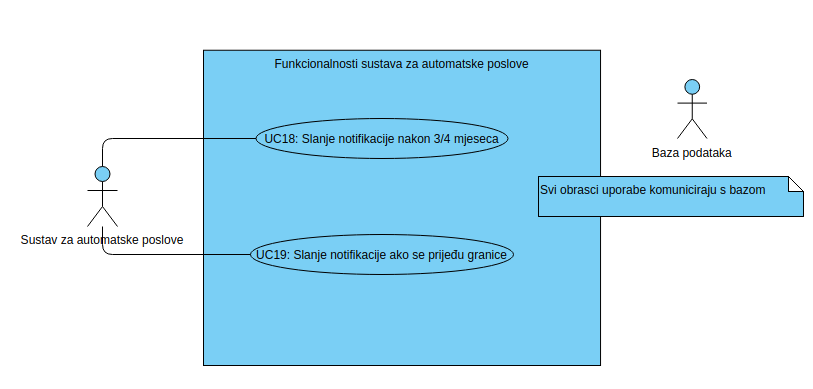 Funkcionalnosti sustava za automatske poslove
UC18: Slanje notifikacije nakon 3/4 mjeseca
Baza podataka
Svi obrasci uporabe komuniciraju s bazom
Sustav za automatske poslove
UC19: Slanje notifikacije ako se prijeđu granice